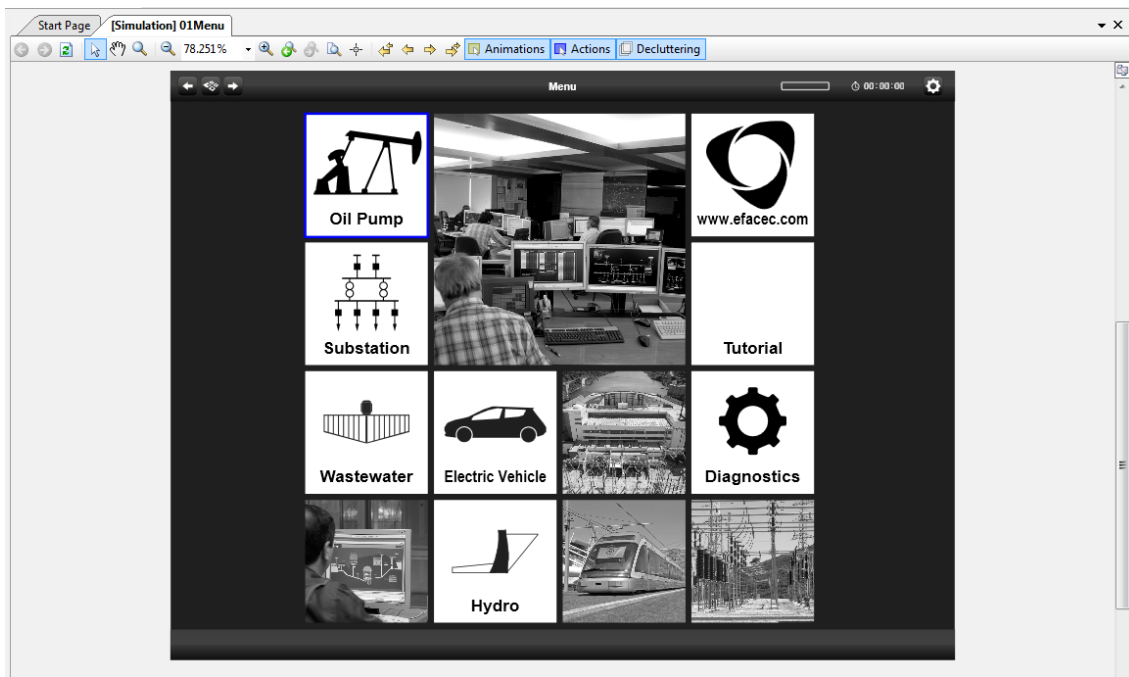 Start Page
[Simulation] 01Menu
78.251%
Animations
Actions
Decluttering
Menu
00:00:00
Oil Pump
www.efacec.com
Substation
Tutorial
Wastewater
Electric Vehicle
Diagnostics
Hydro